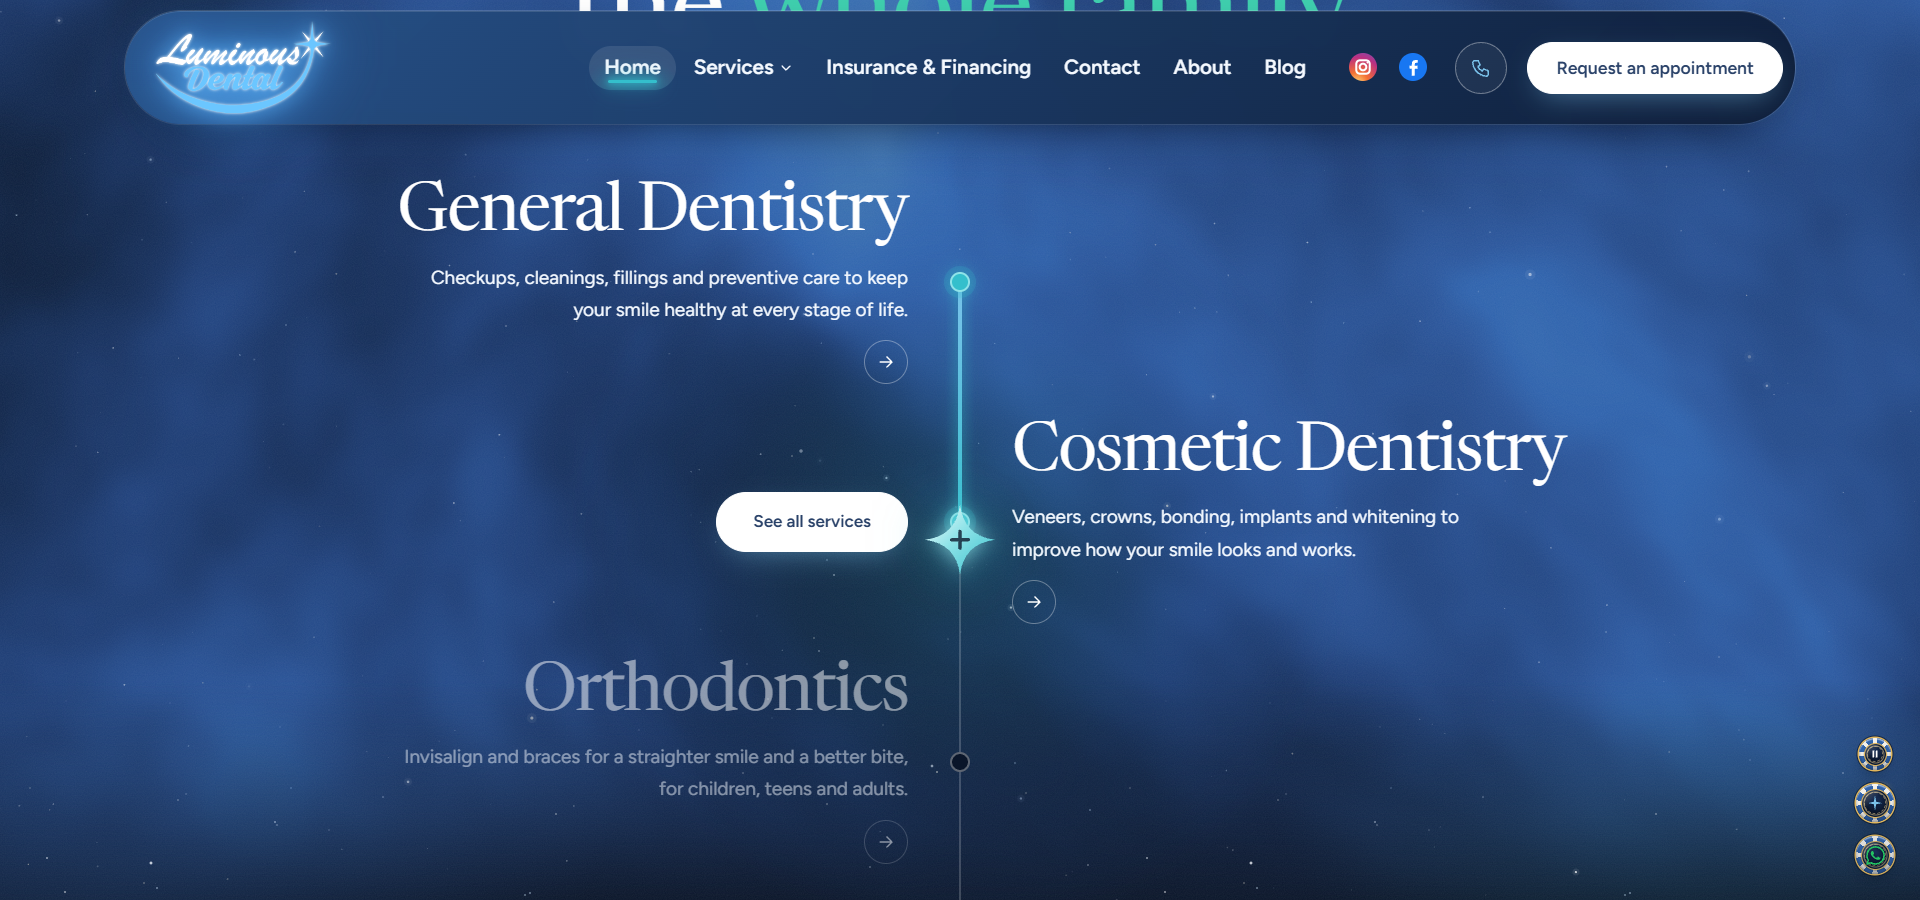 The whole family
Luminous
Dental
Home
Services
Insurance & Financing
Contact
About
Blog
Request an appointment
General Dentistry
Checkups, cleanings, fillings and preventive care to keep
your smile healthy at every stage of life.
Cosmetic Dentistry
See all services
Veneers, crowns, bonding, implants and whitening to
improve how your smile looks and works.
Orthodontics
Invisalign and braces for a straighter smile and a better bite,
for children, teens and adults.